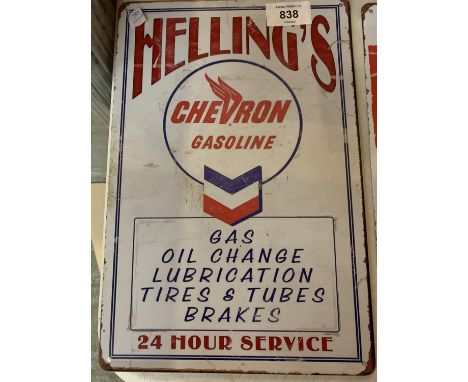 838
HELLING'S
CHEVRON
GASOLINE
GAS
OIL CHANGE
LUBRICATION
TIRES & TUBES
BRAKES
24 HOUR SERVICE